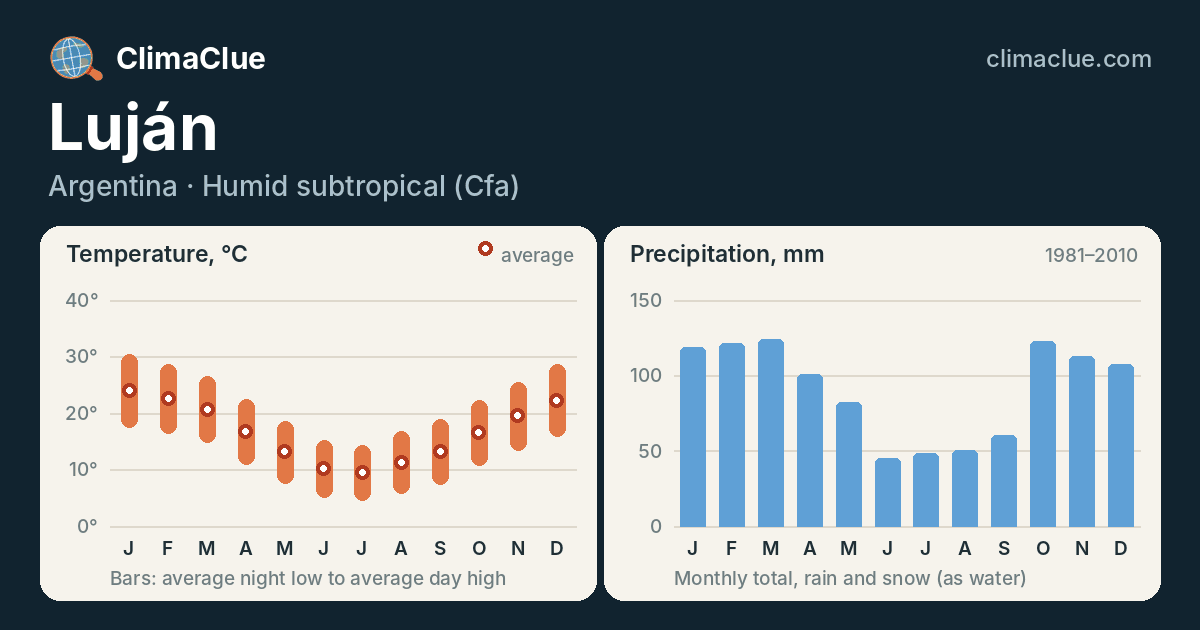 ClimaClue
climaclue.com
Luján
Argentina · Humid subtropical (Cfa)
Temperature, °C
average
40°
30°
20°
10°
0°
J F M A M J J A S O N D
Bars: average night low to average day high
Precipitation, mm
1981–2010
150
100
50
0
J F M A M J J A S O N D
Monthly total, rain and snow (as water)